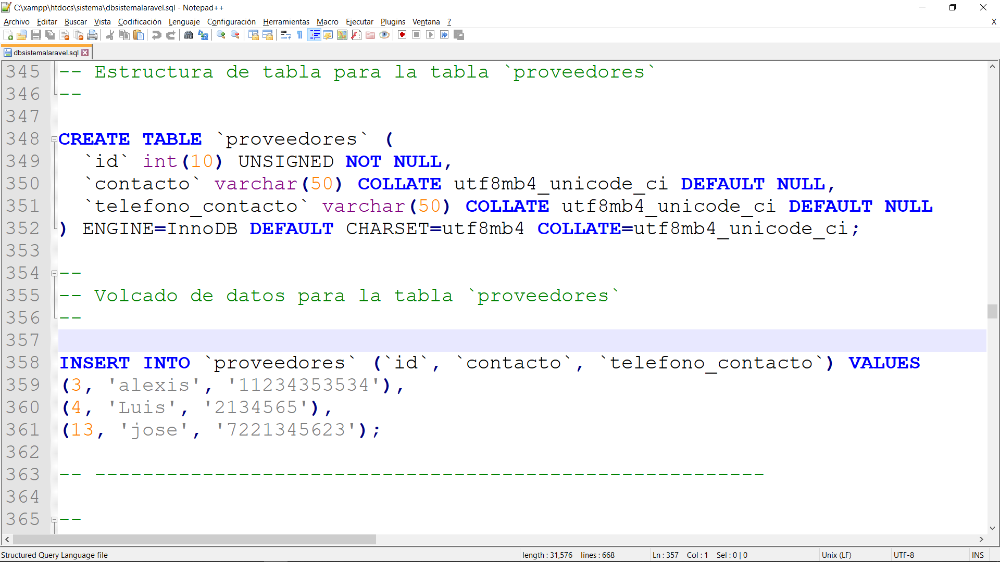 C:\xampp\htdocs\sistema\dbsistemalaravel.sql - Notepad++
Archivo Editar Buscar Vista Codificación Lenguaje Configuración Herramientas Macro Ejecutar Plugins Ventana ? X
dbsistemalaravel.sql
345 -- Estructura de tabla para la tabla `proveedores`
346 --
347
348 CREATE TABLE `proveedores` (
349 `id` int(10) UNSIGNED NOT NULL,
350 `contacto` varchar(50) COLLATE utf8mb4_unicode_ci DEFAULT NULL,
351 `telefono_contacto` varchar(50) COLLATE utf8mb4_unicode_ci DEFAULT NULL
352 ) ENGINE=InnoDB DEFAULT CHARSET=utf8mb4 COLLATE=utf8mb4_unicode_ci;
353
354 --
355 -- Volcado de datos para la tabla `proveedores`
356 --
357
358 INSERT INTO `proveedores` (`id`, `contacto`, `telefono_contacto`) VALUES
359 (3, 'alexis', '11234353534'),
360 (4, 'Luis', '2134565'),
361 (13, 'jose', '7221345623');
362
363 -- --------------------------------------------------------
364
365 --
Structured Query Language file length : 31,576 lines : 668 Ln : 357 Col : 1 Sel : 0 | 0 Unix (LF) UTF-8 INS